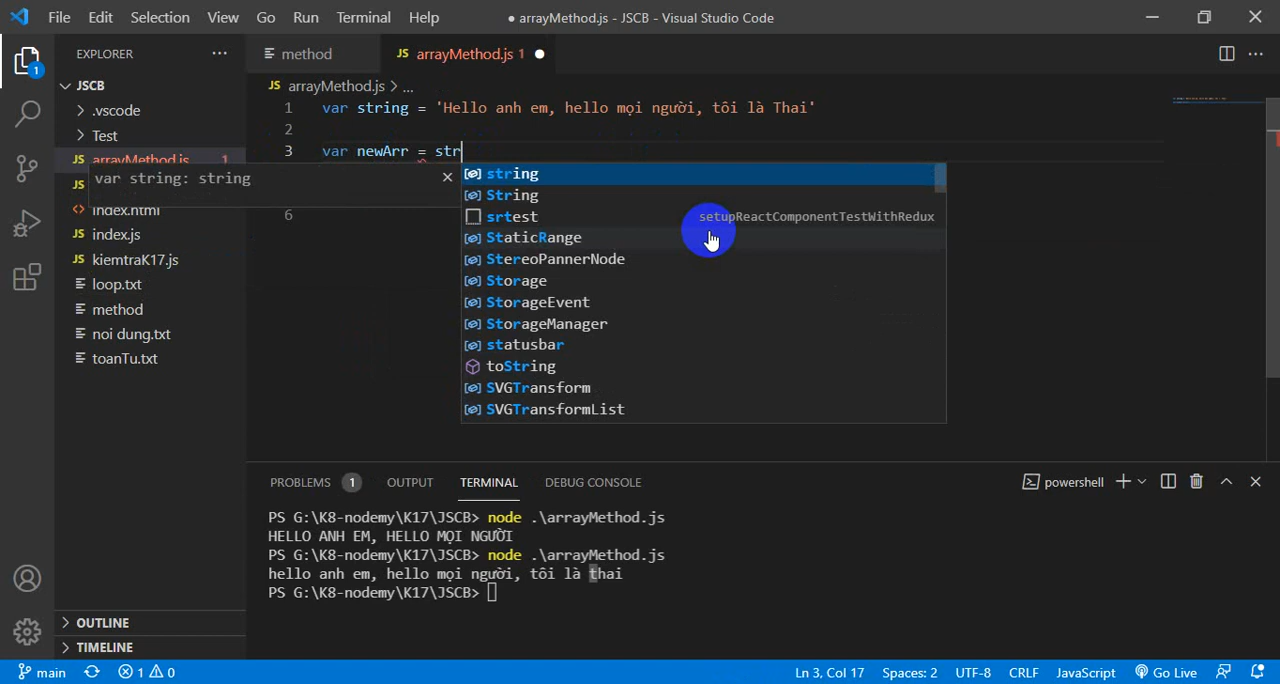 File Edit Selection View Go Run Terminal Help
● arrayMethod.js - JSCB - Visual Studio Code
EXPLORER
method
JS arrayMethod.js 1
1
JSCB
JS arrayMethod.js > ...
.vscode
Test
JS arrayMethod.js 1
JS
index.html
JS index.js
JS kiemtraK17.js
loop.txt
method
noi dung.txt
toanTu.txt
OUTLINE
TIMELINE
1 var string = 'Hello anh em, hello mọi người, tôi là Thai'
2
3 var newArr = str
6
var string: string
string
String
srtest setupReactComponentTestWithRedux
StaticRange
StereoPannerNode
Storage
StorageEvent
StorageManager
statusbar
toString
SVGTransform
SVGTransformList
PROBLEMS 1 OUTPUT TERMINAL DEBUG CONSOLE
powershell
PS G:\K8-nodemy\K17\JSCB> node .\arrayMethod.js
HELLO ANH EM, HELLO MỌI NGƯỜI
PS G:\K8-nodemy\K17\JSCB> node .\arrayMethod.js
hello anh em, hello mọi người, tôi là thai
PS G:\K8-nodemy\K17\JSCB>
main 1 0
Ln 3, Col 17 Spaces: 2 UTF-8 CRLF JavaScript Go Live